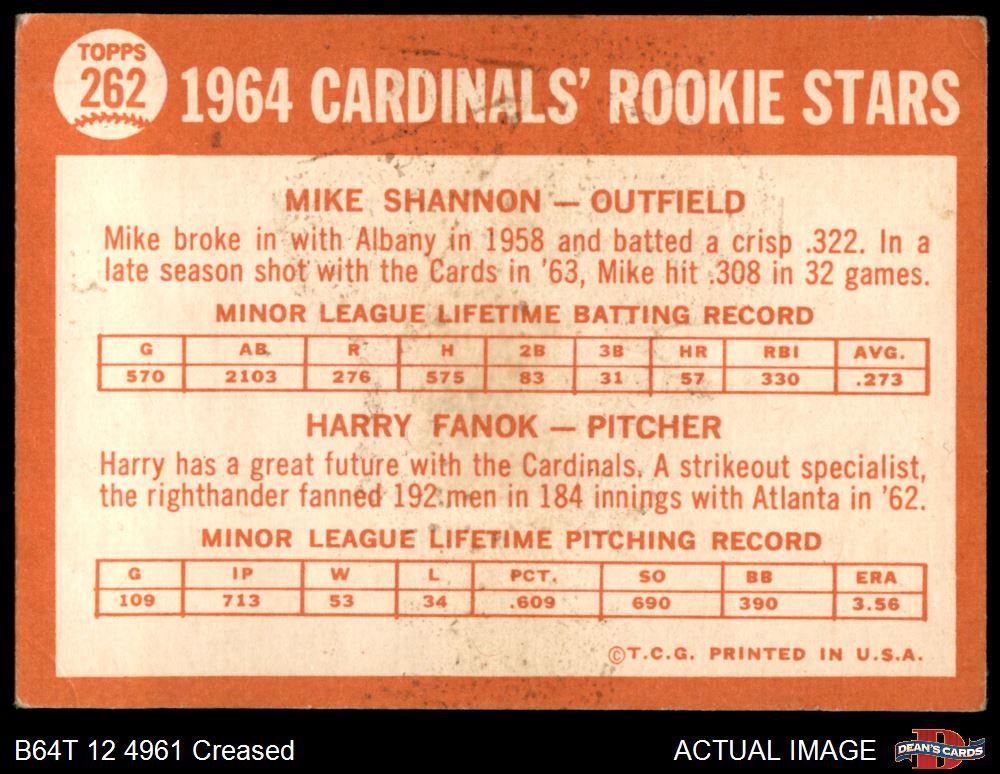 TOPPS
262
1964 CARDINALS' ROOKIE STARS
MIKE SHANNON — OUTFIELD
Mike broke in with Albany in 1958 and batted a crisp .322. In a
late season shot with the Cards in '63, Mike hit .308 in 32 games.
MINOR LEAGUE LIFETIME BATTING RECORD
G AB R H 2B 3B HR RBI AVG.
570 2103 276 575 83 31 57 330 .273
HARRY FANOK — PITCHER
Harry has a great future with the Cardinals. A strikeout specialist,
the righthander fanned 192 men in 184 innings with Atlanta in '62.
MINOR LEAGUE LIFETIME PITCHING RECORD
G IP W L PCT. SO BB ERA
109 713 53 34 .609 690 390 3.56
©T.C.G. PRINTED IN U.S.A.
B64T 12 4961 Creased
ACTUAL IMAGE
D
DEAN'S CARDS